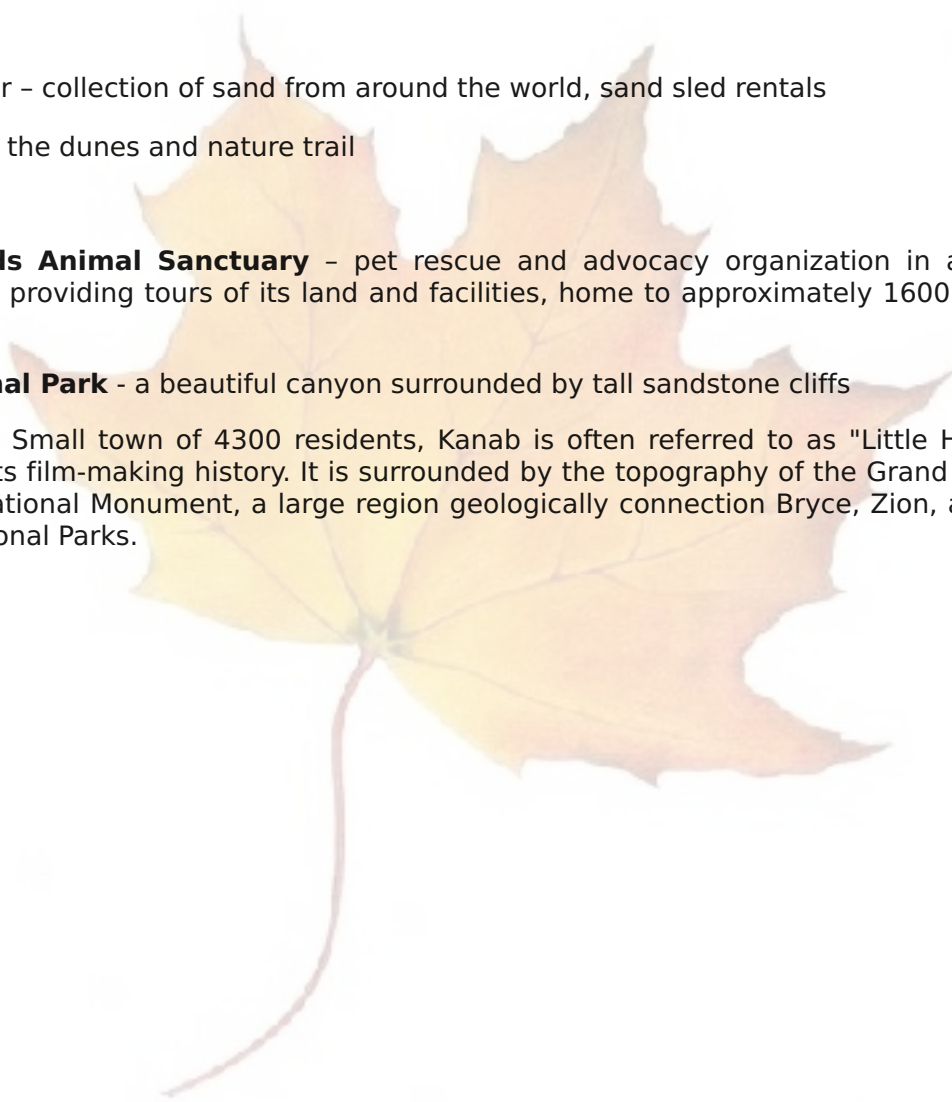 r – collection of sand from around the world, sand sled rentals
the dunes and nature trail
ls Animal Sanctuary – pet rescue and advocacy organization in a
providing tours of its land and facilities, home to approximately 1600
nal Park - a beautiful canyon surrounded by tall sandstone cliffs
Small town of 4300 residents, Kanab is often referred to as "Little H
ts film-making history. It is surrounded by the topography of the Grand
ational Monument, a large region geologically connection Bryce, Zion, a
onal Parks.